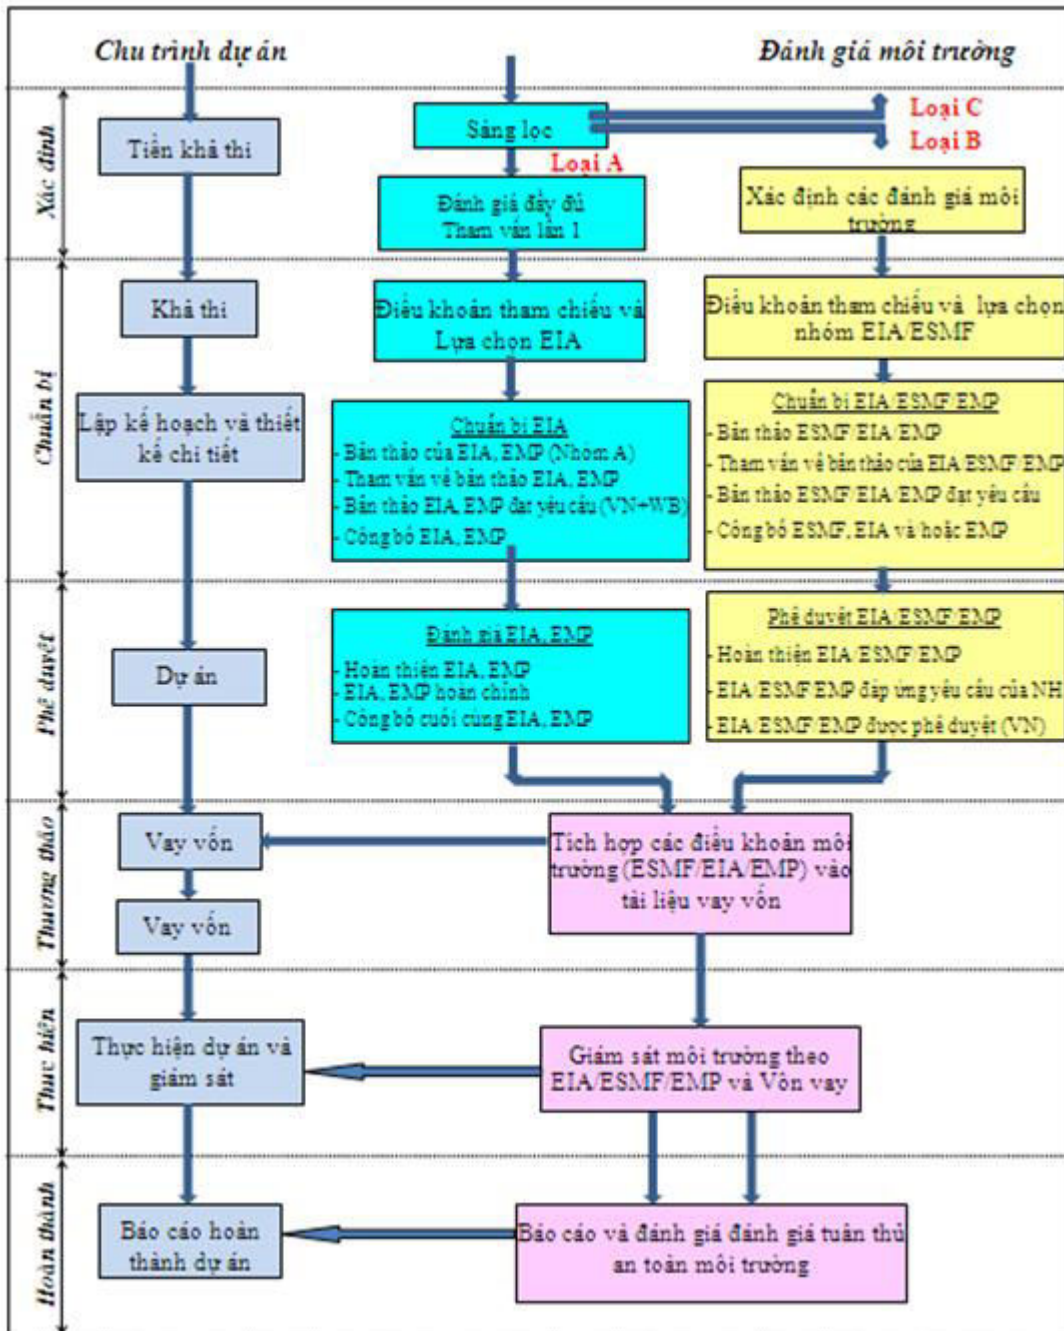 Chu trình dự án
Đánh giá môi trường
Xác định
Tiền khả thi
Sàng lọc
Loại C
Loại B
Loại A
Đánh giá đầy đủ
Tham vấn lần 1
Xác định các đánh giá môi
trường
Chuẩn bị
Khả thi
Điều khoản tham chiếu và
Lựa chọn EIA
Điều khoản tham chiếu và lựa chọn
nhóm EIA/ESMF
Lập kế hoạch và thiết
kế chi tiết
Chuẩn bị EIA
- Bản thảo của EIA, EMP (Nhóm A)
- Tham vấn về bản thảo EIA, EMP
- Bản thảo EIA, EMP đạt yêu cầu (VN+WB)
- Công bố EIA, EMP
Chuẩn bị EIA/ESMF/EMP
- Bản thảo ESMF/EIA/EMP
- Tham vấn về bản thảo của EIA/ESMF/EMP
- Bản thảo ESMF/EIA/EMP đạt yêu cầu
- Công bố ESMF, EIA và/hoặc EMP
Phê duyệt
Dự án
Đánh giá EIA, EMP
- Hoàn thiện EIA, EMP
- EIA, EMP hoàn chỉnh
- Công bố cuối cùng EIA, EMP
Phê duyệt EIA/ESMF/EMP
- Hoàn thiện EIA/ESMF/EMP
- EIA/ESMF/EMP đáp ứng yêu cầu của NH
- EIA/ESMF/EMP được phê duyệt (VN)
Thương thảo
Vay vốn
Vay vốn
Tích hợp các điều khoản môi
trường (ESMF/EIA/EMP) vào
tài liệu vay vốn
Thực hiện
Thực hiện dự án và
giám sát
Giám sát môi trường theo
EIA/ESMF/EMP và Vốn vay
Hoàn thành
Báo cáo hoàn
thành dự án
Báo cáo và đánh giá đánh giá tuân thủ
an toàn môi trường